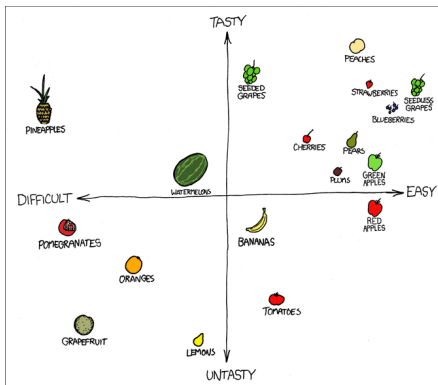 TASTY
PEACHES
SEEDED
GRAPES
STRAWBERRIES
SEEDLESS
GRAPES
BLUEBERRIES
PINEAPPLES
CHERRIES
PEARS
PLUMS
GREEN
APPLES
WATERMELONS
DIFFICULT
EASY
RED
APPLES
POMEGRANATES
BANANAS
ORANGES
TOMATOES
GRAPEFRUIT
LEMONS
UNTASTY